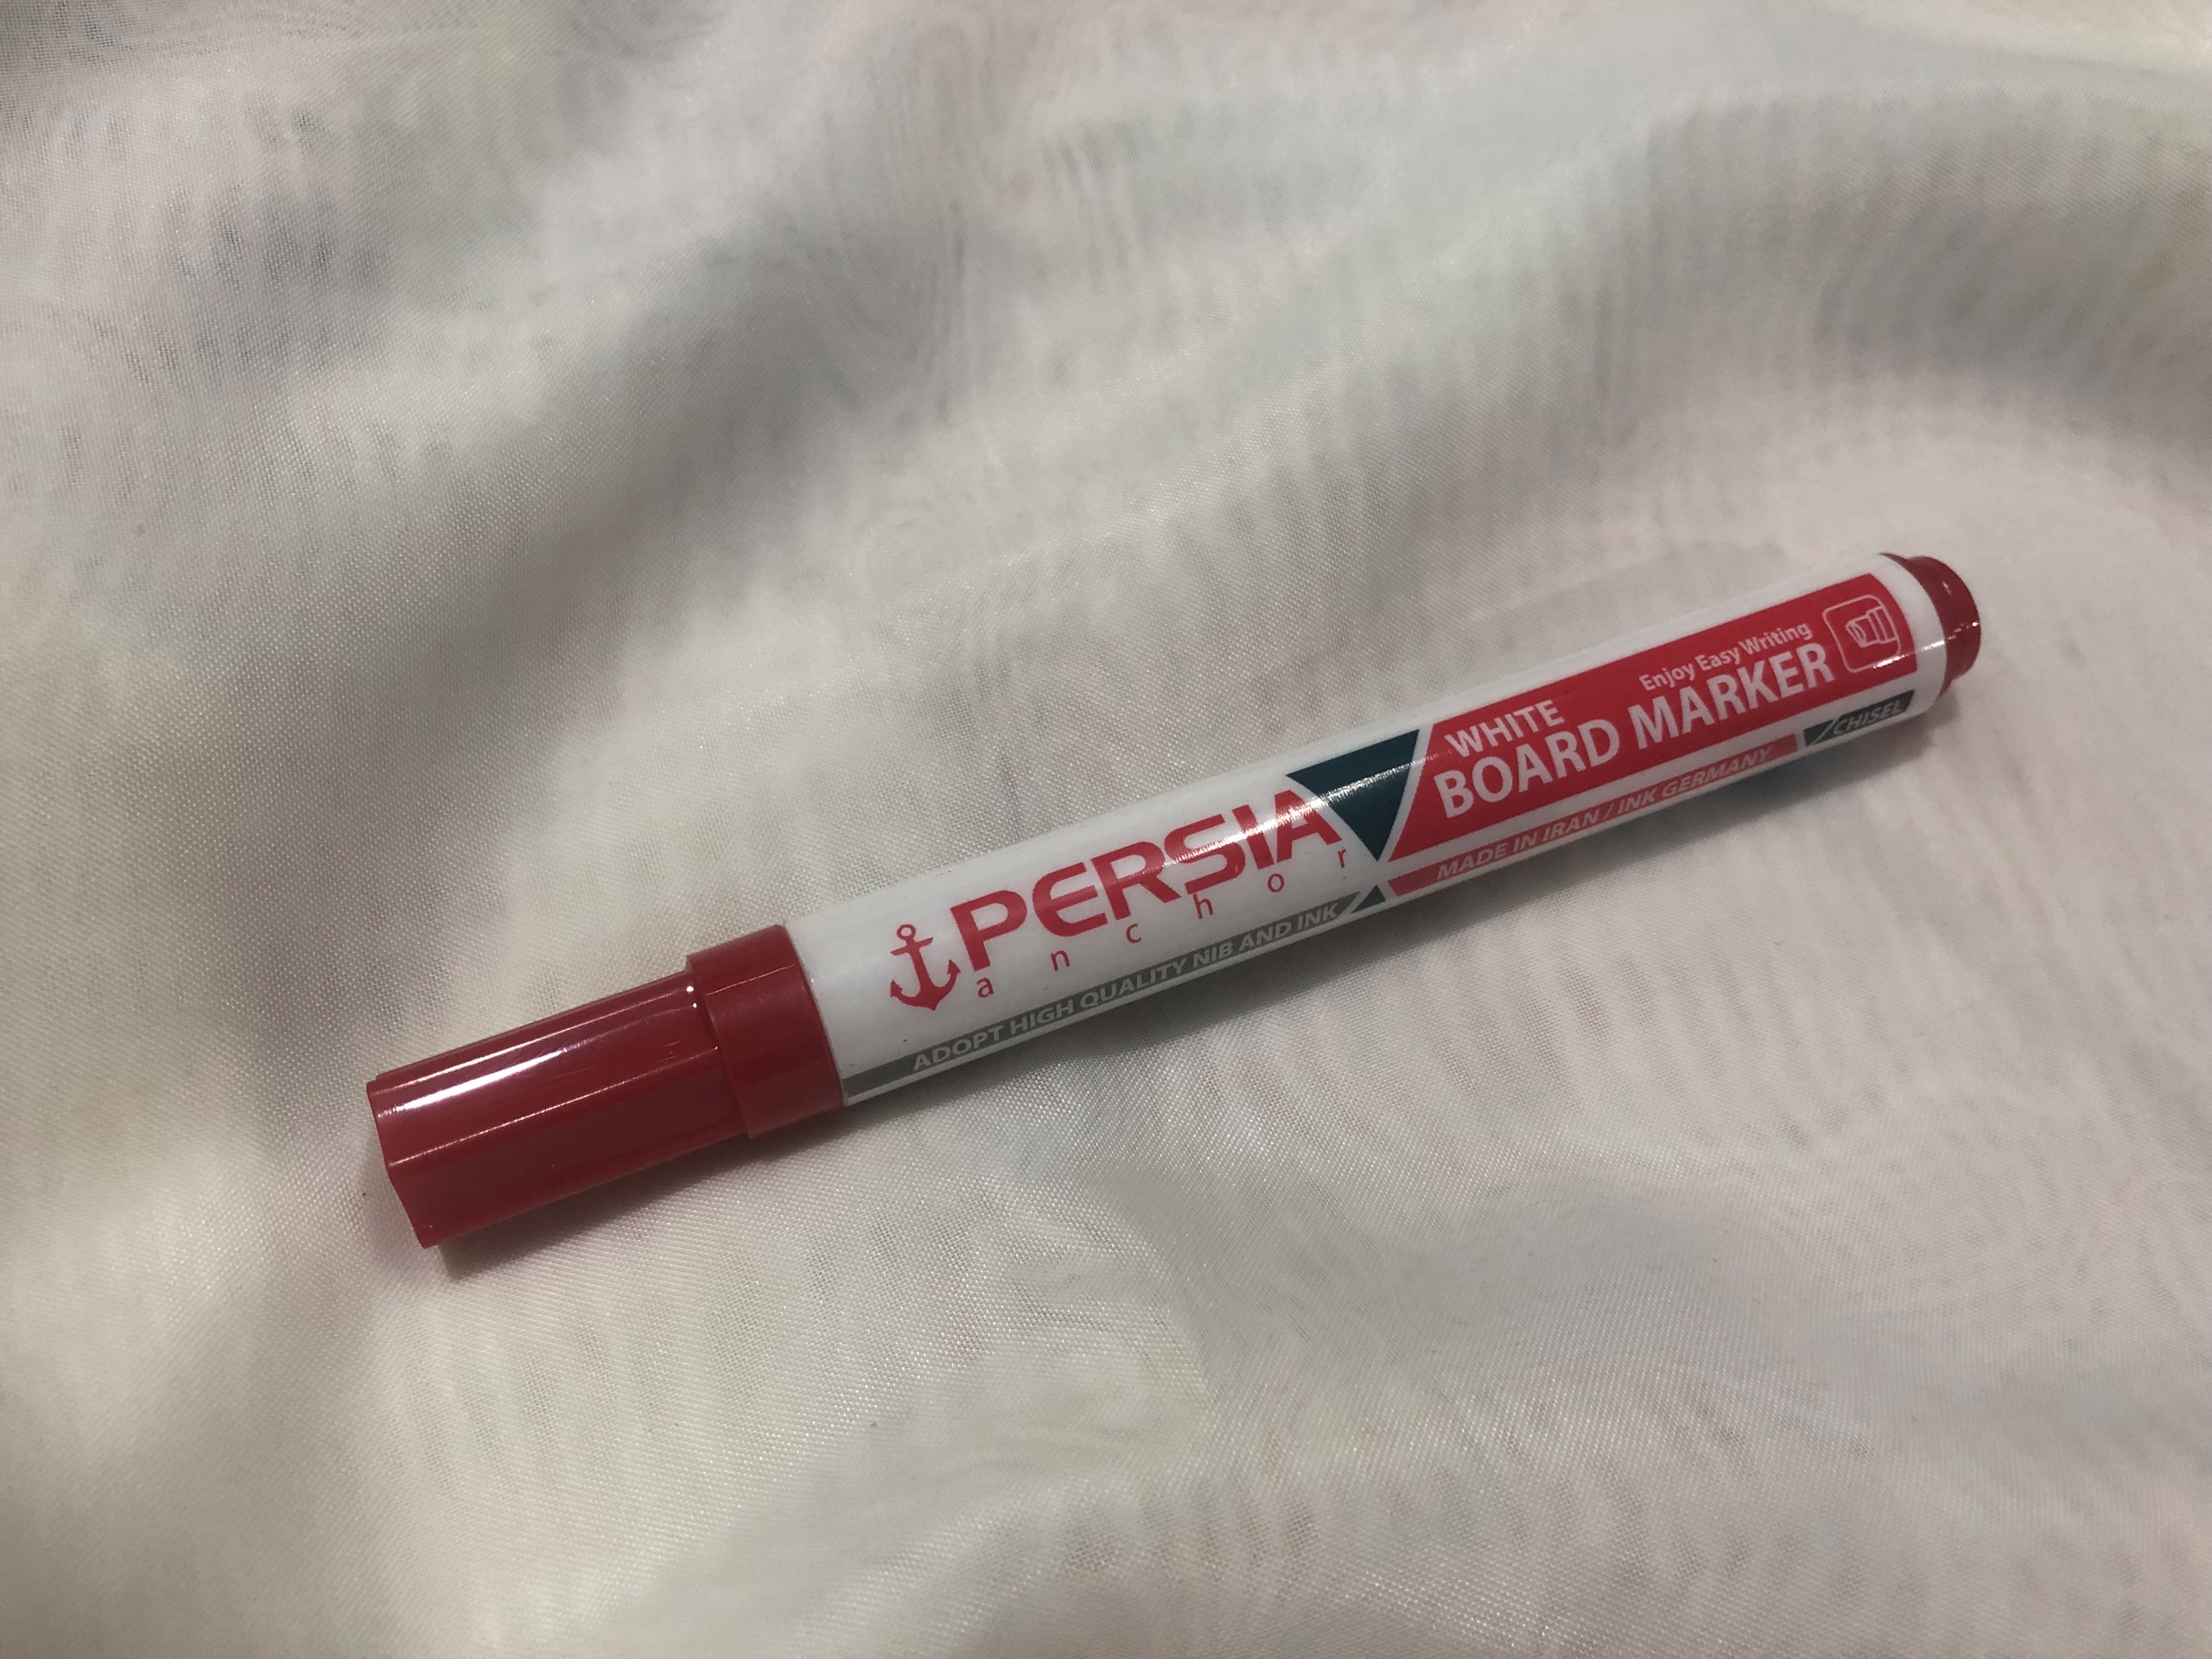 PERSIA
anchor
ADOPT HIGH QUALITY NIB AND INK
Enjoy Easy Writing
WHITE
BOARD MARKER
MADE IN IRAN / INK GERMANY
CHISEL